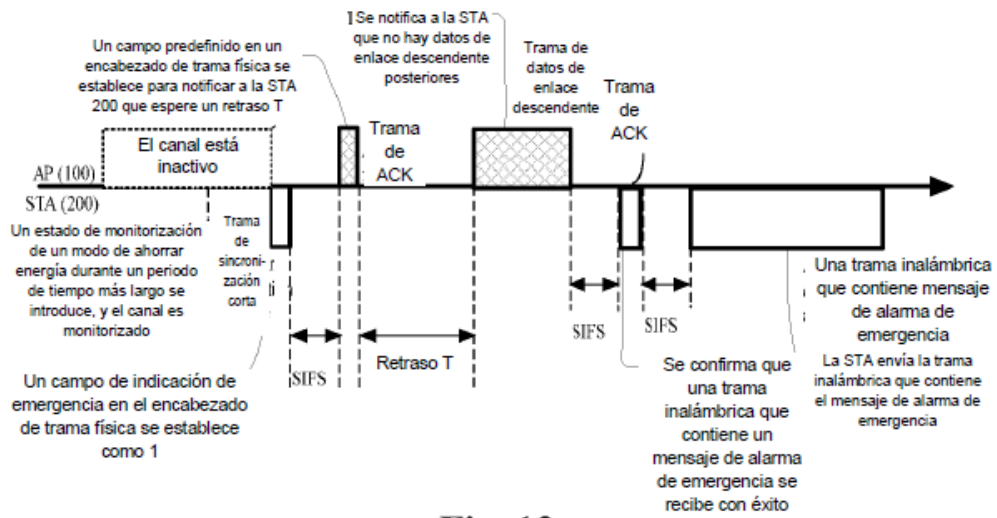 Un campo predefinido en un
encabezado de trama física se
establece para notificar a la STA
200 que espere un retraso T
]Se notifica a la STA
que no hay datos de
enlace descendente
posteriores
Trama de
datos de
enlace
descendente
Trama
de
ACK
El canal está
inactivo
Trama
de
ACK
AP (100)
STA (200)
Un estado de monitorización
de un modo de ahorrar
energía durante un periodo
de tiempo más largo se
introduce, y el canal es
monitorizado
Trama
de
sincroni-
zación
corta
SIFS
Retraso T
SIFS
SIFS
Un campo de indicación de
emergencia en el encabezado
de trama física se establece
como 1
Se confirma que
una trama
inalámbrica que
contiene un
mensaje de alarma
de emergencia se
recibe con éxito
Una trama inalámbrica
que contiene mensaje
de alarma de
emergencia
La STA envía la trama
inalámbrica que contiene
el mensaje de alarma de
emergencia